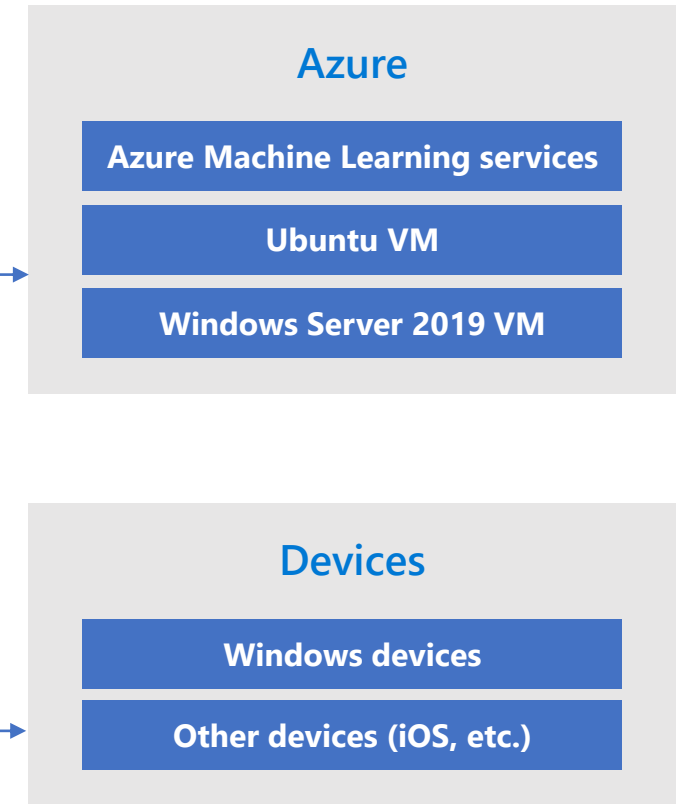 Azure
Azure Machine Learning services
Ubuntu VM
Windows Server 2019 VM
Devices
Windows devices
Other devices (iOS, etc.)